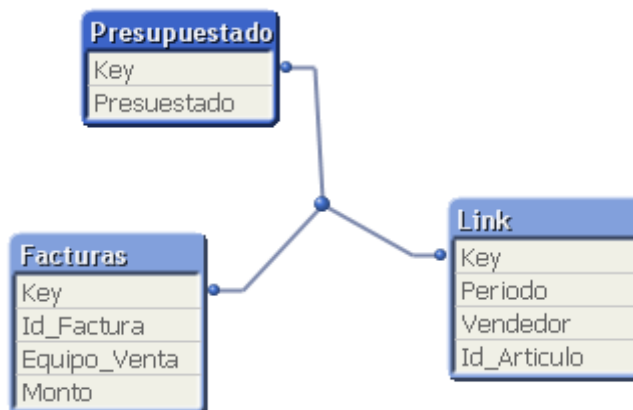 Presupuestado
Key
Presuestado
Facturas
Key
Id_Factura
Equipo_Venta
Monto
Link
Key
Periodo
Vendedor
Id_Articulo